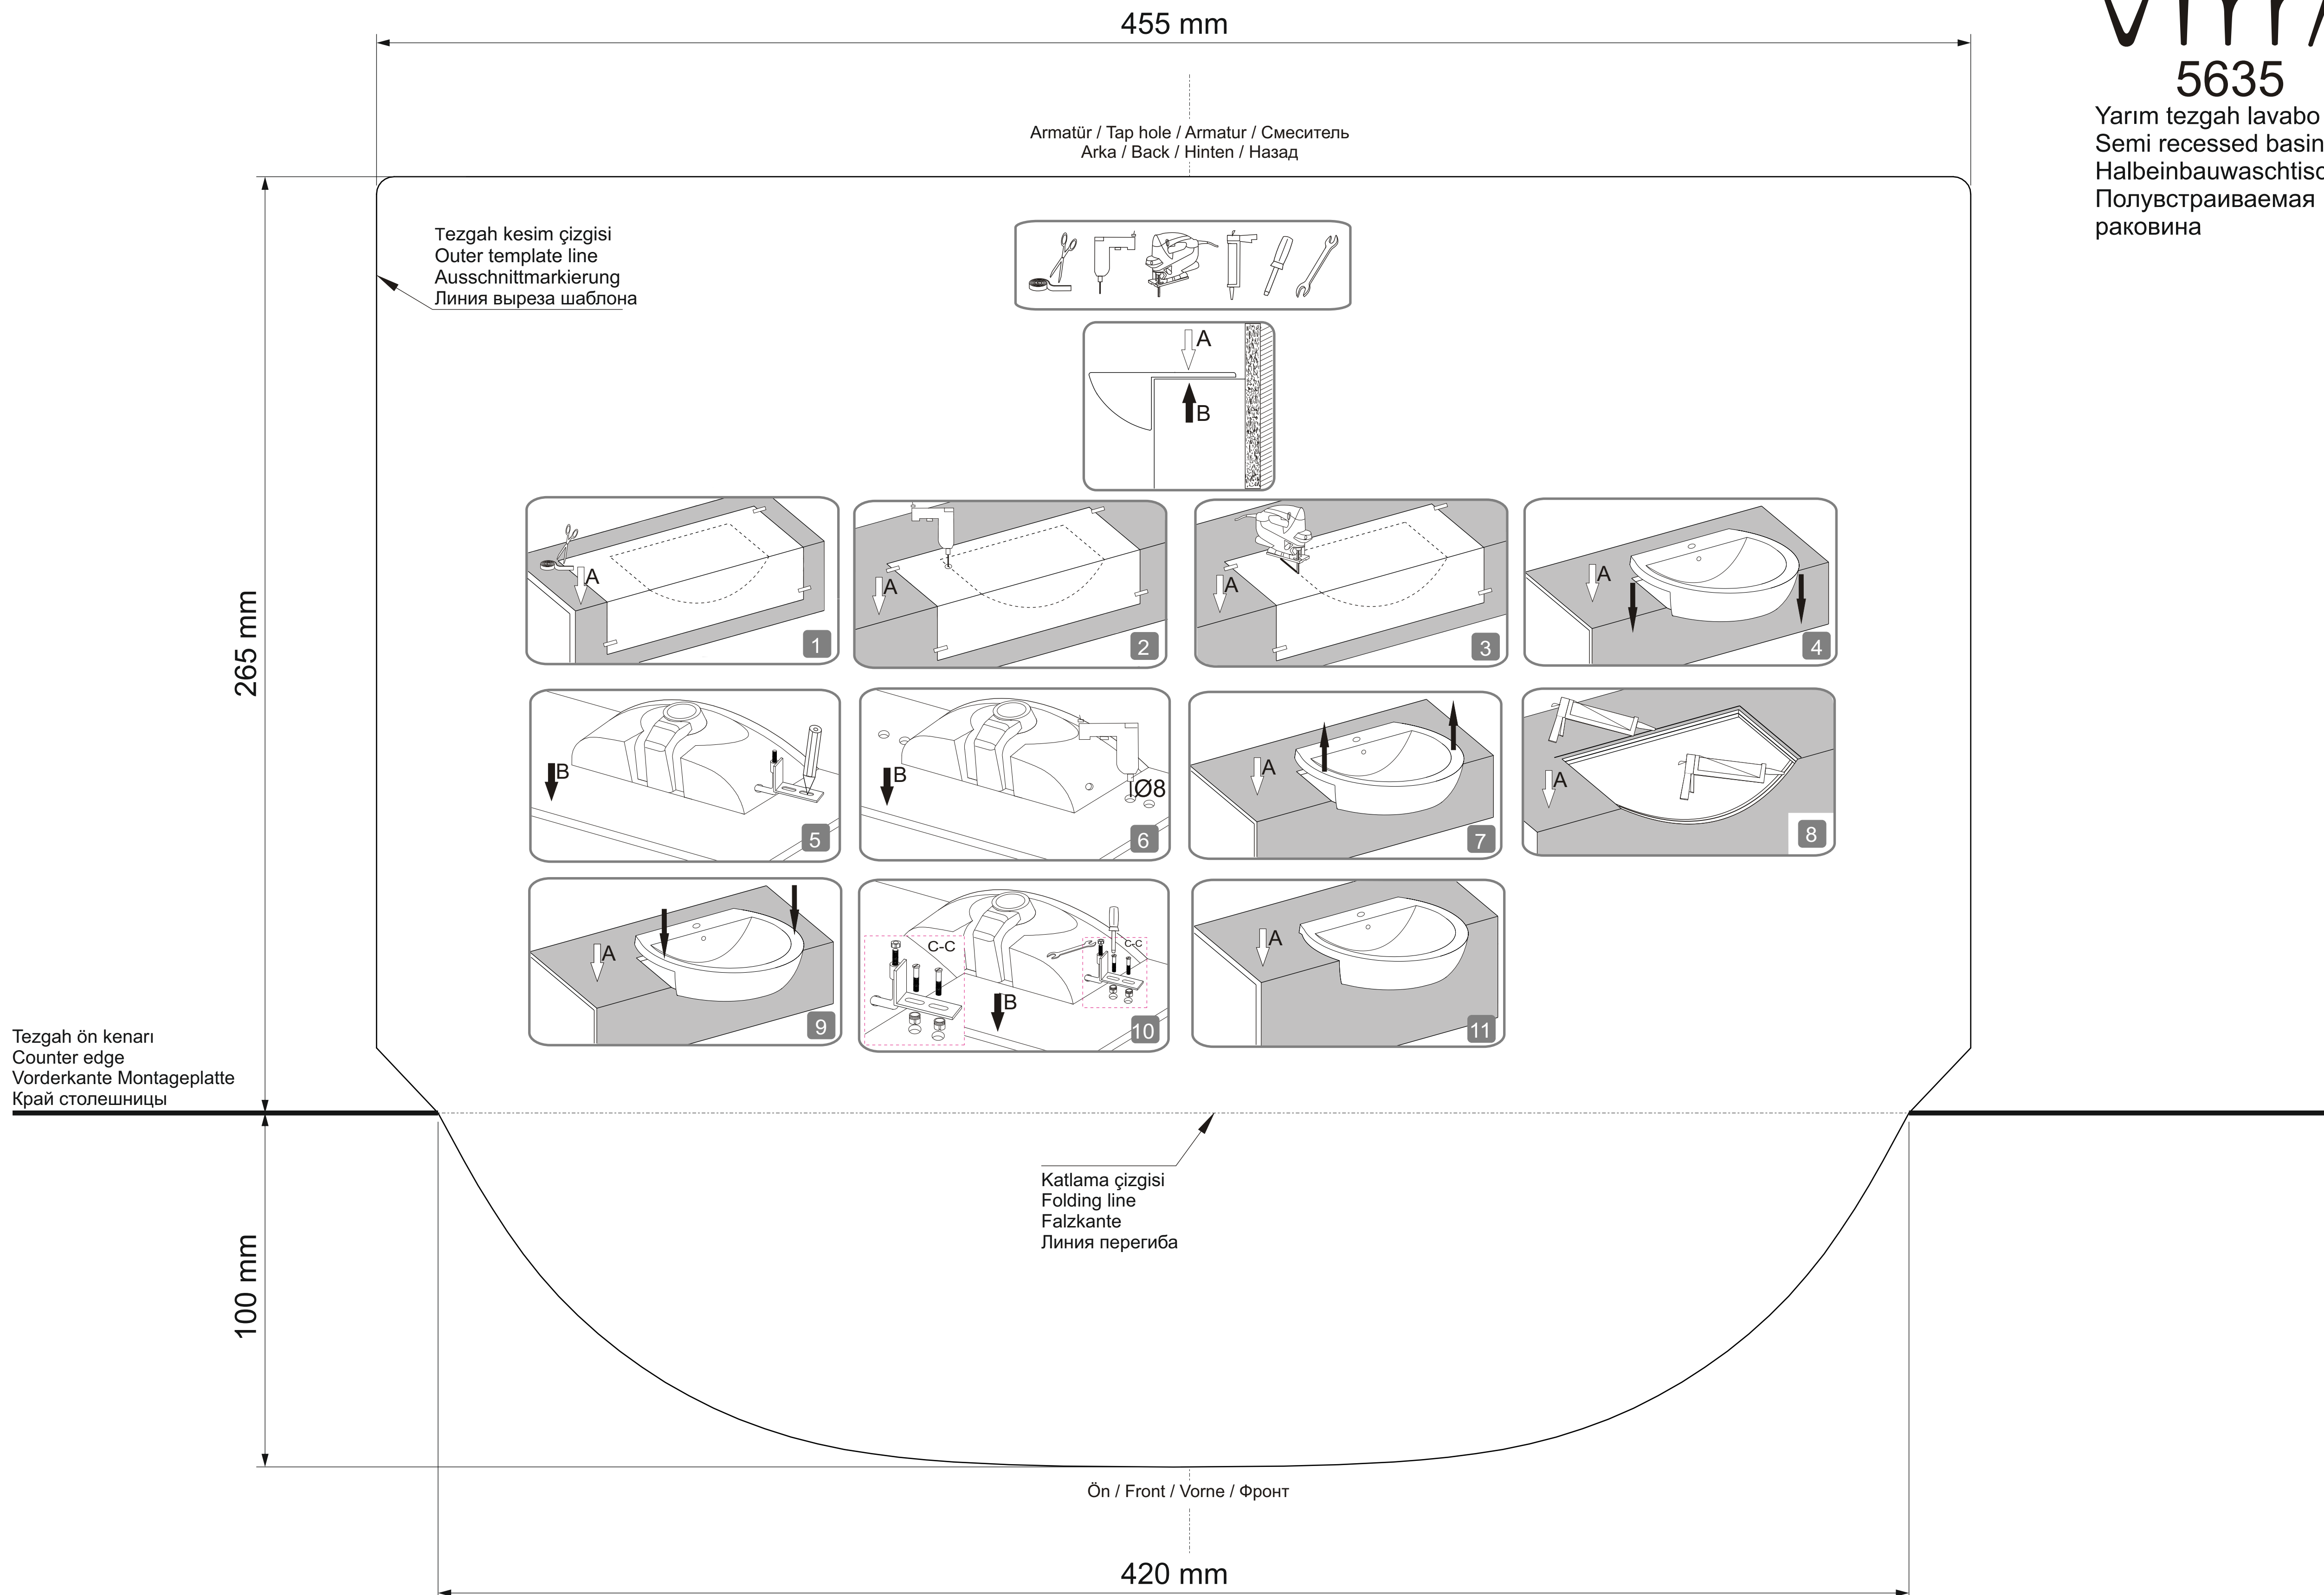 455 mm
5635
Yarım tezgah lavabo
Semi recessed basin
Полувстраиваемая
раковина
Armatür / Tap hole / Armatur / Смеситель
Arka / Back / Hinten / Назад
Tezgah kesim çizgisi
Outer template line
Ausschnittmarkierung
Линия выреза шаблона
A
B
265 mm
A
1
A
2
A
3
A
4
B
5
B
Ø8
6
A
7
A
8
A
9
C-C
C-C
B
10
A
11
Tezgah ön kenarı
Counter edge
Vorderkante Montageplatte
Край столешницы
Katlama çizgisi
Folding line
Falzkante
Линия перегиба
100 mm
Ön / Front / Vorne / Фронт
420 mm